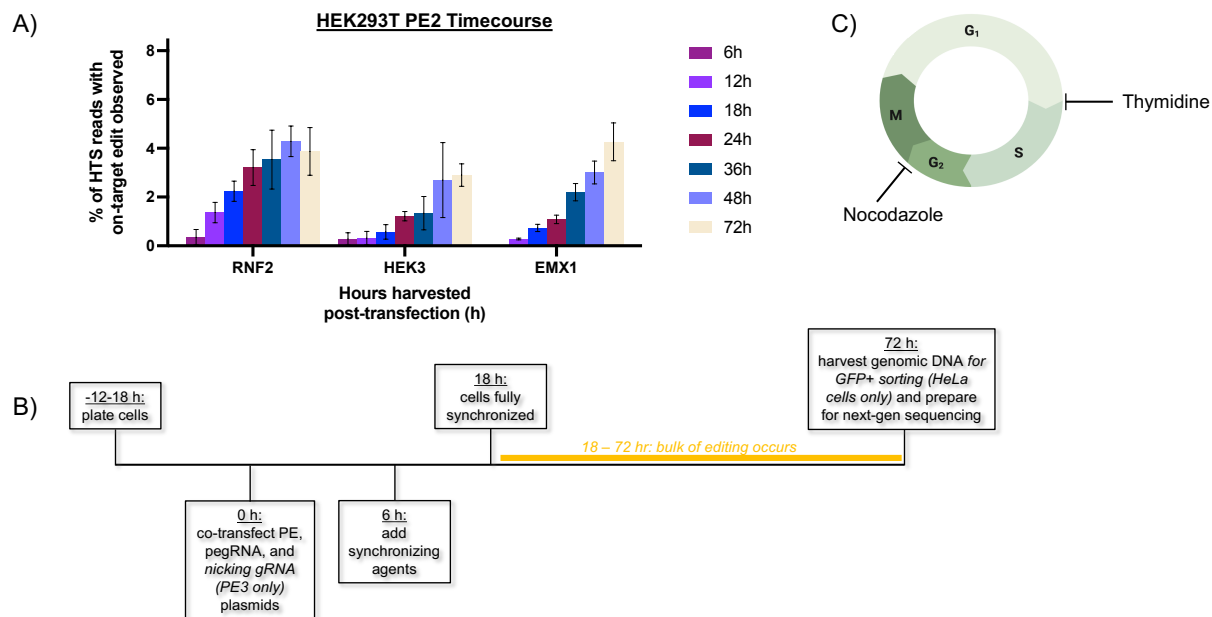 A)
HEK293T PE2 Timecourse
% of HTS reads with
on-target edit observed
8
6
4
2
0
RNF2
HEK3
EMX1
Hours harvested
post-transfection (h)
6h
12h
18h
24h
36h
48h
72h
C)
G₁
S
G₂
M
Thymidine
Nocodazole
B)
-12-18 h:
plate cells
0 h:
co-transfect PE,
pegRNA, and
nicking gRNA
(PE3 only)
plasmids
6 h:
add
synchronizing
agents
18 h:
cells fully
synchronized
18 – 72 hr: bulk of editing occurs
72 h:
harvest genomic DNA for
GFP+ sorting (HeLa
cells only) and prepare
for next-gen sequencing